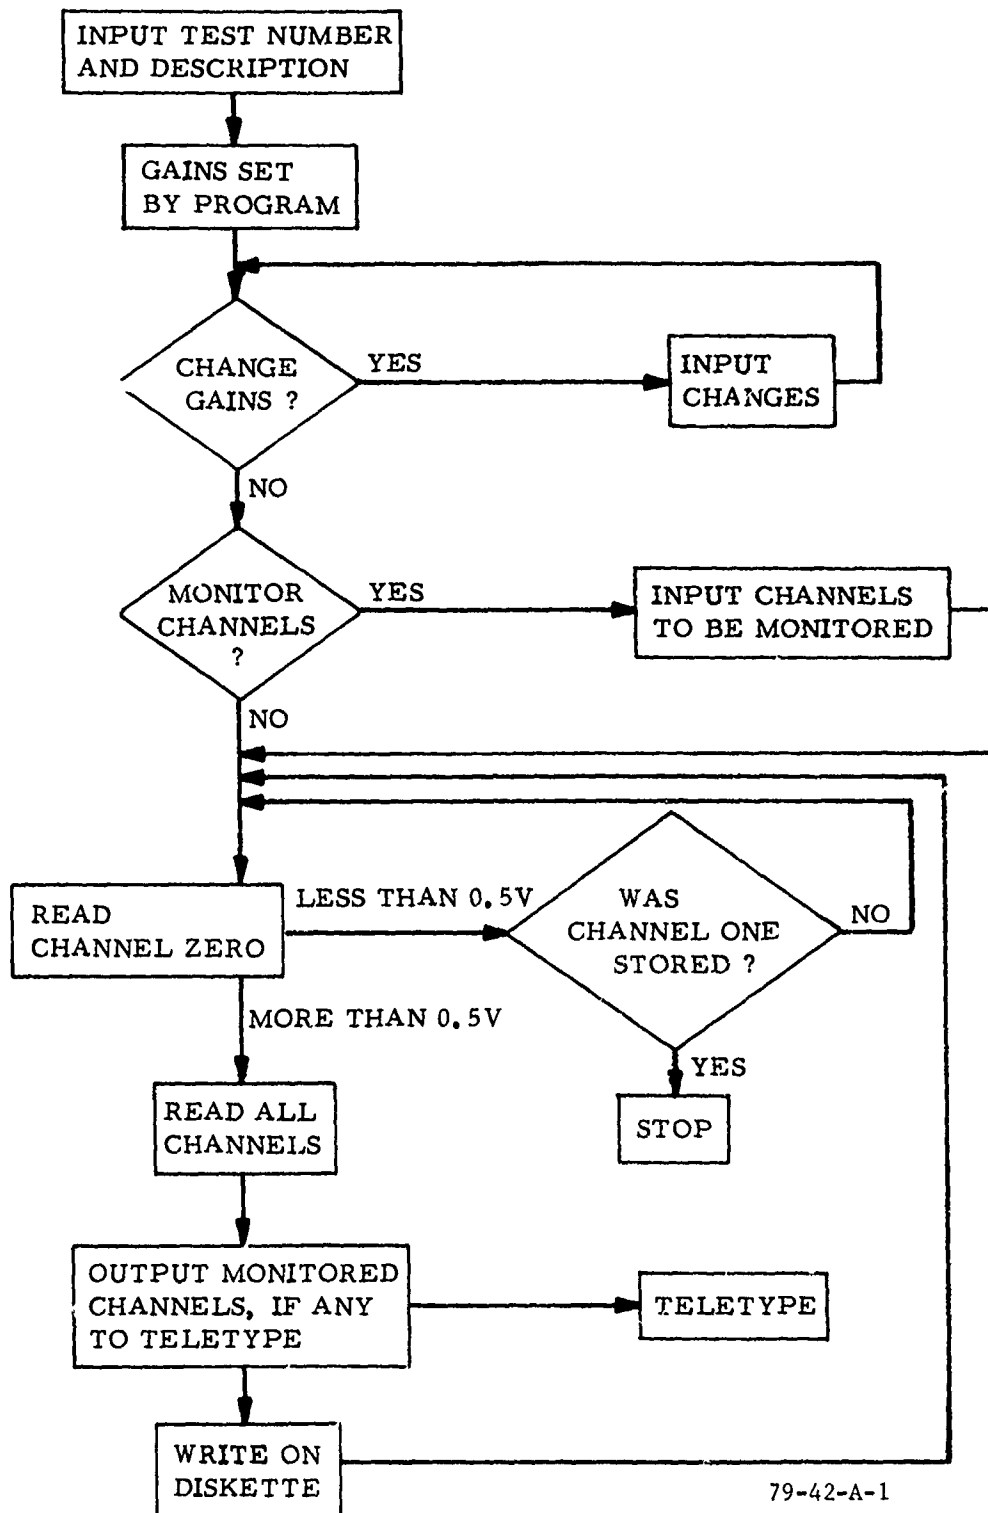 INPUT TEST NUMBER
AND DESCRIPTION
GAINS SET
BY PROGRAM
CHANGE
GAINS ?
YES
INPUT
CHANGES
NO
MONITOR
CHANNELS
?
YES
INPUT CHANNELS
TO BE MONITORED
NO
READ
CHANNEL ZERO
LESS THAN 0.5V
WAS
CHANNEL ONE
STORED ?
NO
MORE THAN 0.5V
YES
STOP
READ ALL
CHANNELS
OUTPUT MONITORED
CHANNELS, IF ANY
TO TELETYPE
TELETYPE
WRITE ON
DISKETTE
79-42-A-1